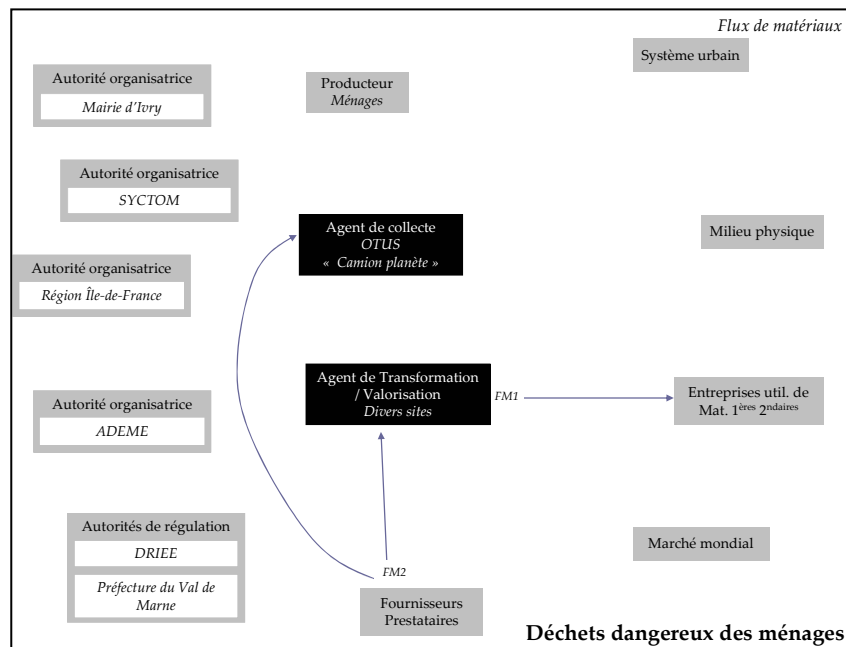 Flux de matériaux
Système urbain
Autorité organisatrice
Mairie d'Ivry
Producteur
Ménages
Autorité organisatrice
SYCTOM
Agent de collecte
OTUS
« Camion planète »
Milieu physique
Autorité organisatrice
Région Île-de-France
Agent de Transformation
/ Valorisation
Divers sites
FM1
Entreprises util. de
Mat. 1ères 2ndaires
Autorité organisatrice
ADEME
Autorités de régulation
DRIEE
Préfecture du Val de
Marne
Marché mondial
FM2
Fournisseurs
Prestataires
Déchets dangereux des ménages